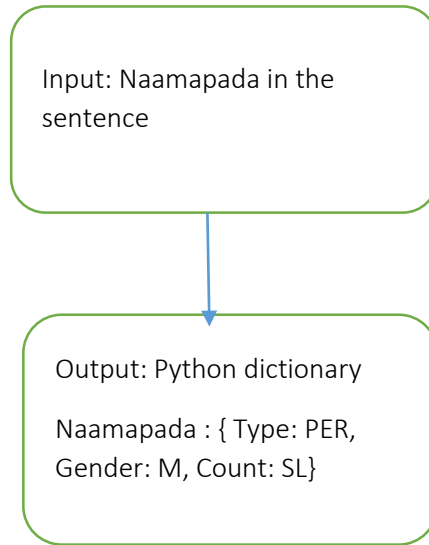 Input: Naamapada in the
sentence
Output: Python dictionary
Naamapada : { Type: PER,
Gender: M, Count: SL}